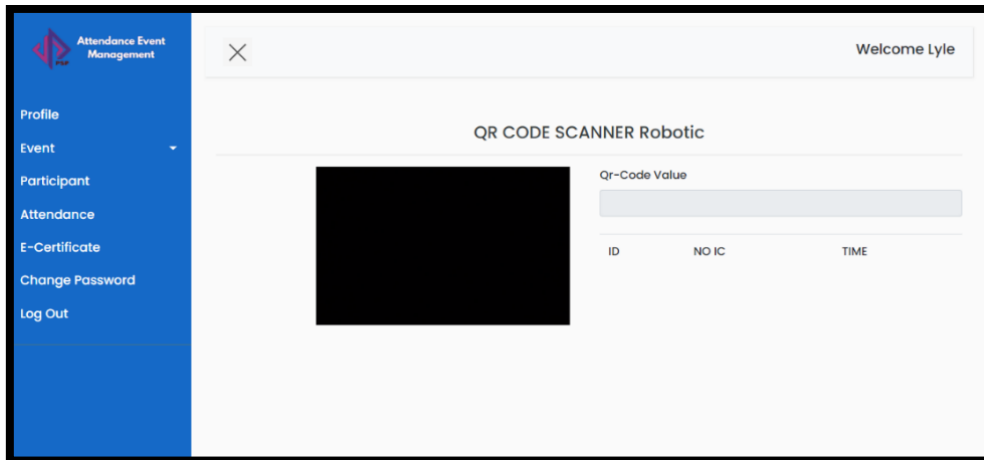 Attendance Event
Management
Welcome Lyle
Profile
Event
Participant
Attendance
E-Certificate
Change Password
Log Out
QR CODE SCANNER Robotic
Qr-Code Value
ID NO IC TIME